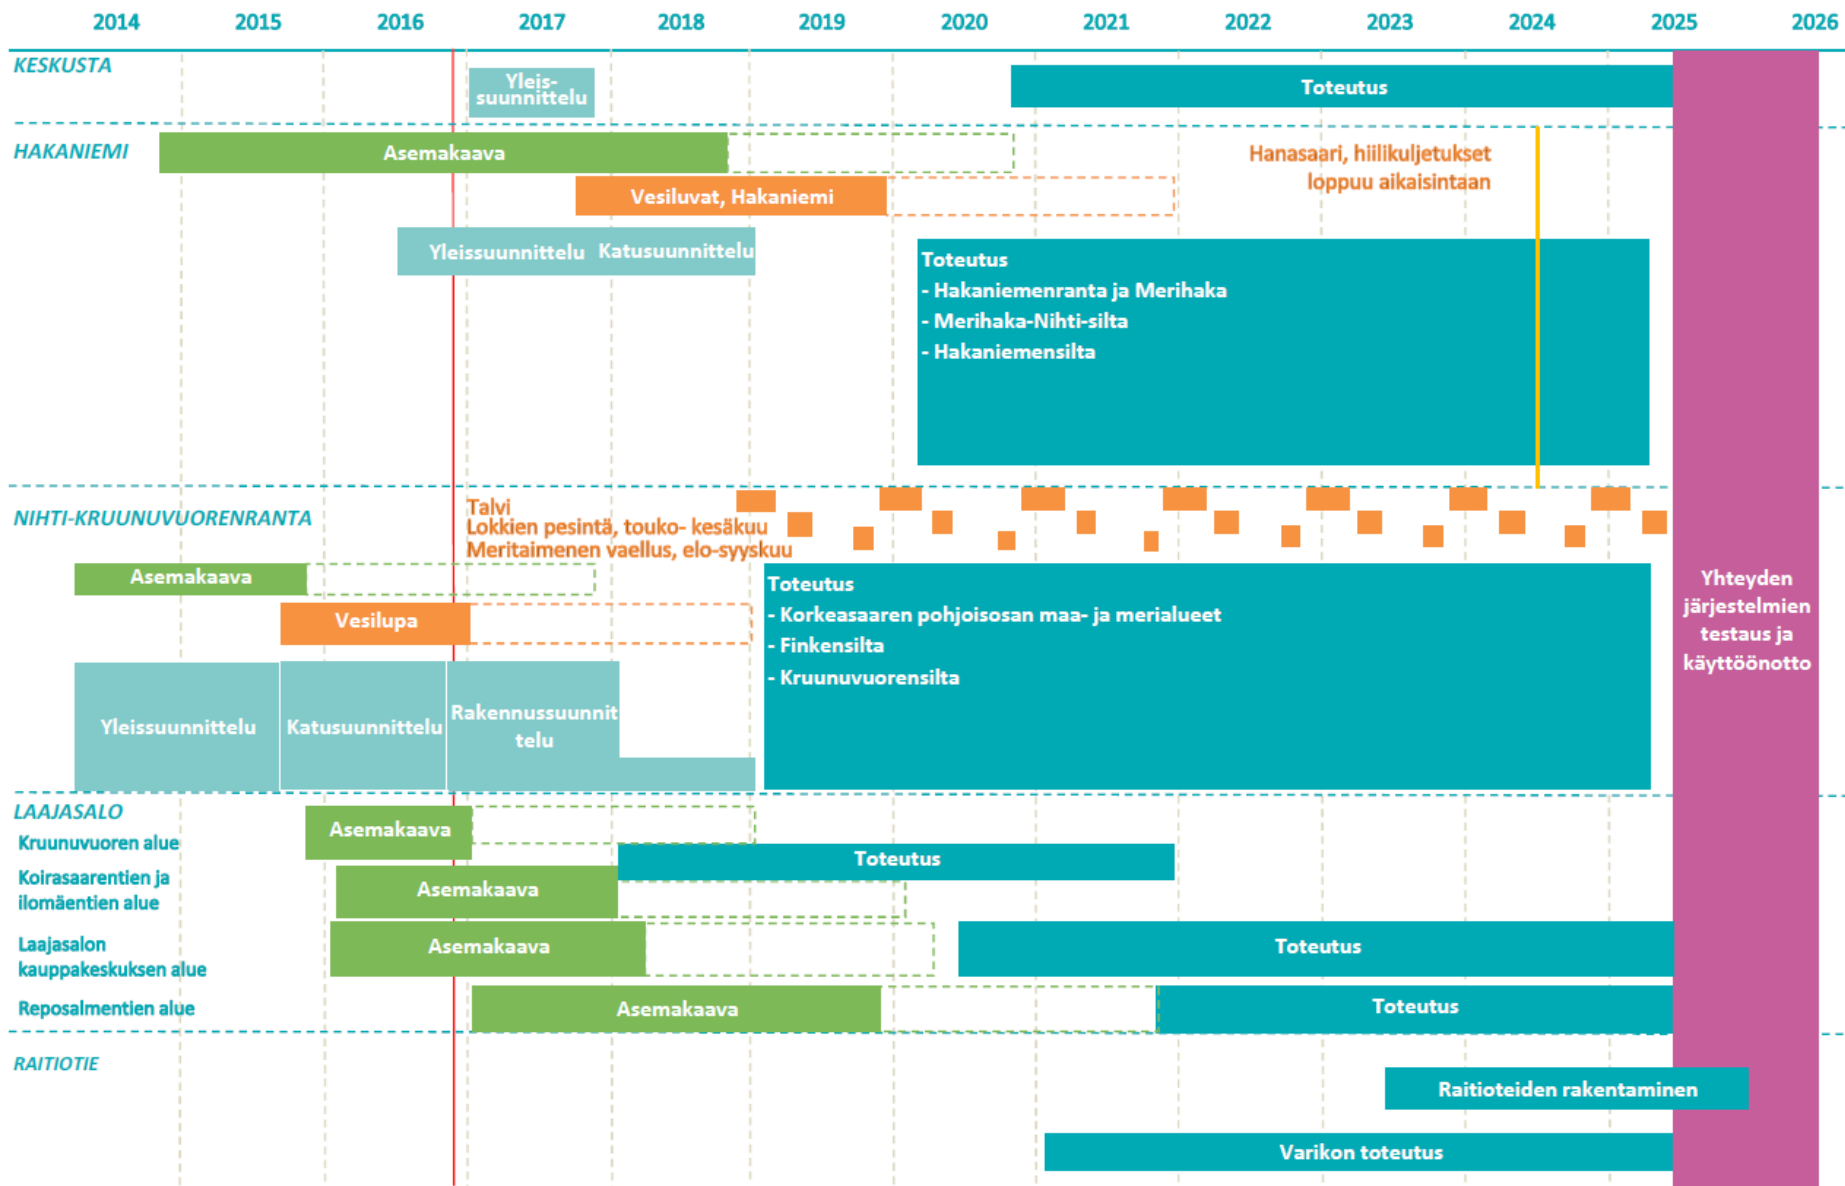 2014 2015 2016 2017 2018 2019 2020 2021 2022 2023 2024 2025 2026
KESKUSTA
Yleis-
suunnittelu
Toteutus
HAKANIEMI
Asemakaava
Hanasaari, hiilikuljetukset
loppuu aikaisintaan
Vesiluvat, Hakaniemi
Yleissuunnittelu Katusuunnittelu
Toteutus
- Hakaniemenranta ja Merihaka
- Merihaka-Nihti-silta
- Hakaniemensilta
NIHTI-KRUUNUVUORENRANTA
Talvi
Lokkien pesintä, touko- kesäkuu
Meritaimenen vaellus, elo-syyskuu
Asemakaava
Vesilupa
Yleissuunnittelu
Katusuunnittelu
Rakennussuunnit
telu
Toteutus
- Korkeasaaren pohjoisosan maa- ja merialueet
- Finkensilta
- Kruunuvuorensilta
Yhteyden
järjestelmien
testaus ja
käyttöönotto
LAAJASALO
Kruunuvuoren alue
Asemakaava
Toteutus
Koirasaarentien ja
ilomäentien alue
Asemakaava
Laajasalon
kauppakeskuksen alue
Asemakaava
Toteutus
Reposalmentien alue
Asemakaava
Toteutus
RAITIOTIE
Raitioteiden rakentaminen
Varikon toteutus